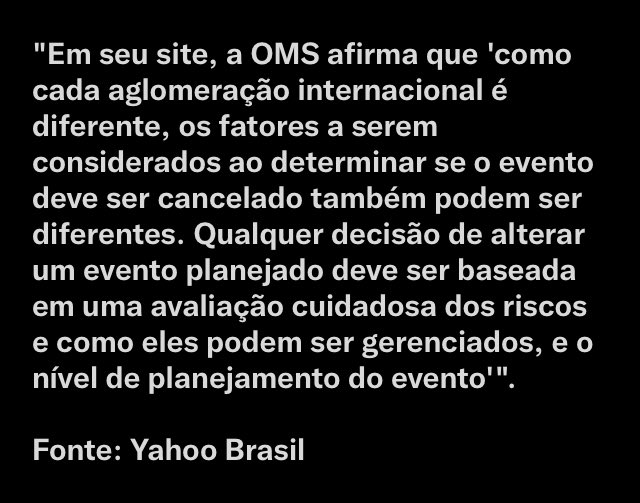 "Em seu site, a OMS afirma que 'como
cada aglomeração internacional é
diferente, os fatores a serem
considerados ao determinar se o evento
deve ser cancelado também podem ser
diferentes. Qualquer decisão de alterar
um evento planejado deve ser baseada
em uma avaliação cuidadosa dos riscos
e como eles podem ser gerenciados, e o
nível de planejamento do evento'".
Fonte: Yahoo Brasil